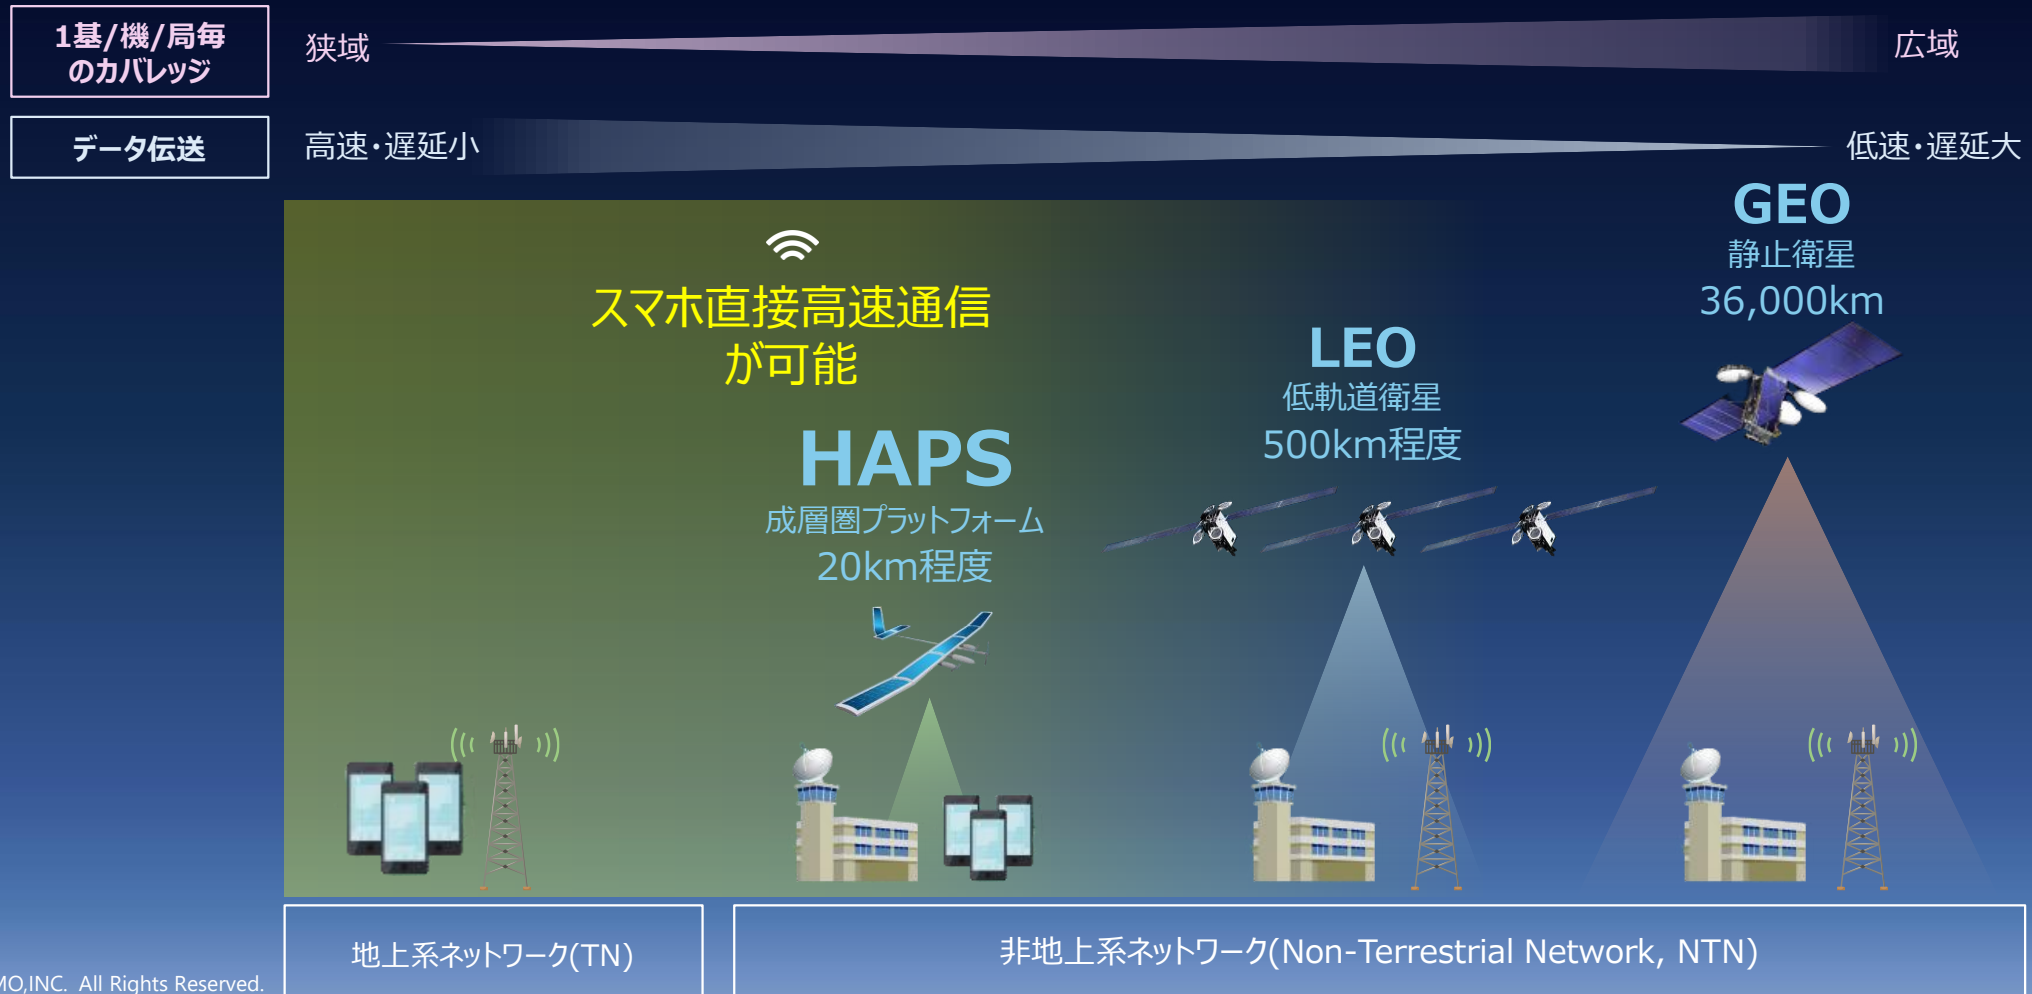 1基/機/局毎
のカバレッジ
狭域
広域
データ伝送
高速・遅延小
低速・遅延大
スマホ直接高速通信
が可能
HAPS
成層圏プラットフォーム
20km程度
LEO
低軌道衛星
500km程度
GEO
静止衛星
36,000km
地上系ネットワーク(TN)
非地上系ネットワーク(Non-Terrestrial Network, NTN)
MO,INC. All Rights Reserved.